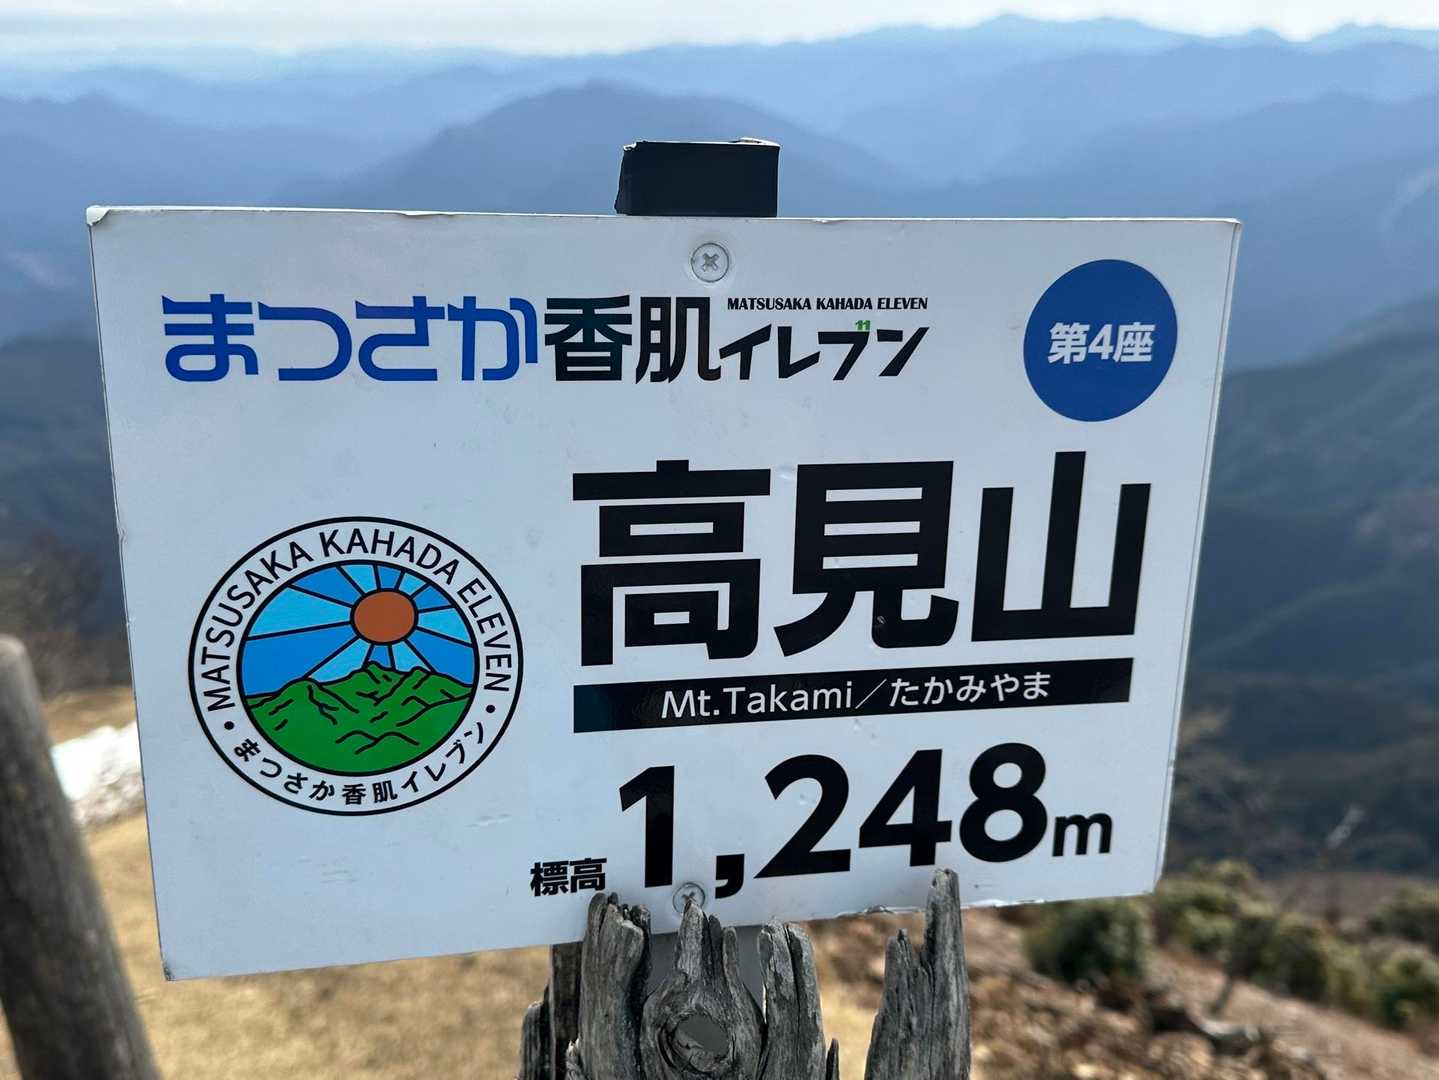 まつさか香肌イレブン
MATSUSAKA KAHADA ELEVEN
11
第4座
高見山
Mt.Takami／たかみやま
標高 1,248m
・MATSUSAKA KAHADA ELEVEN・
まつさか香肌イレブン